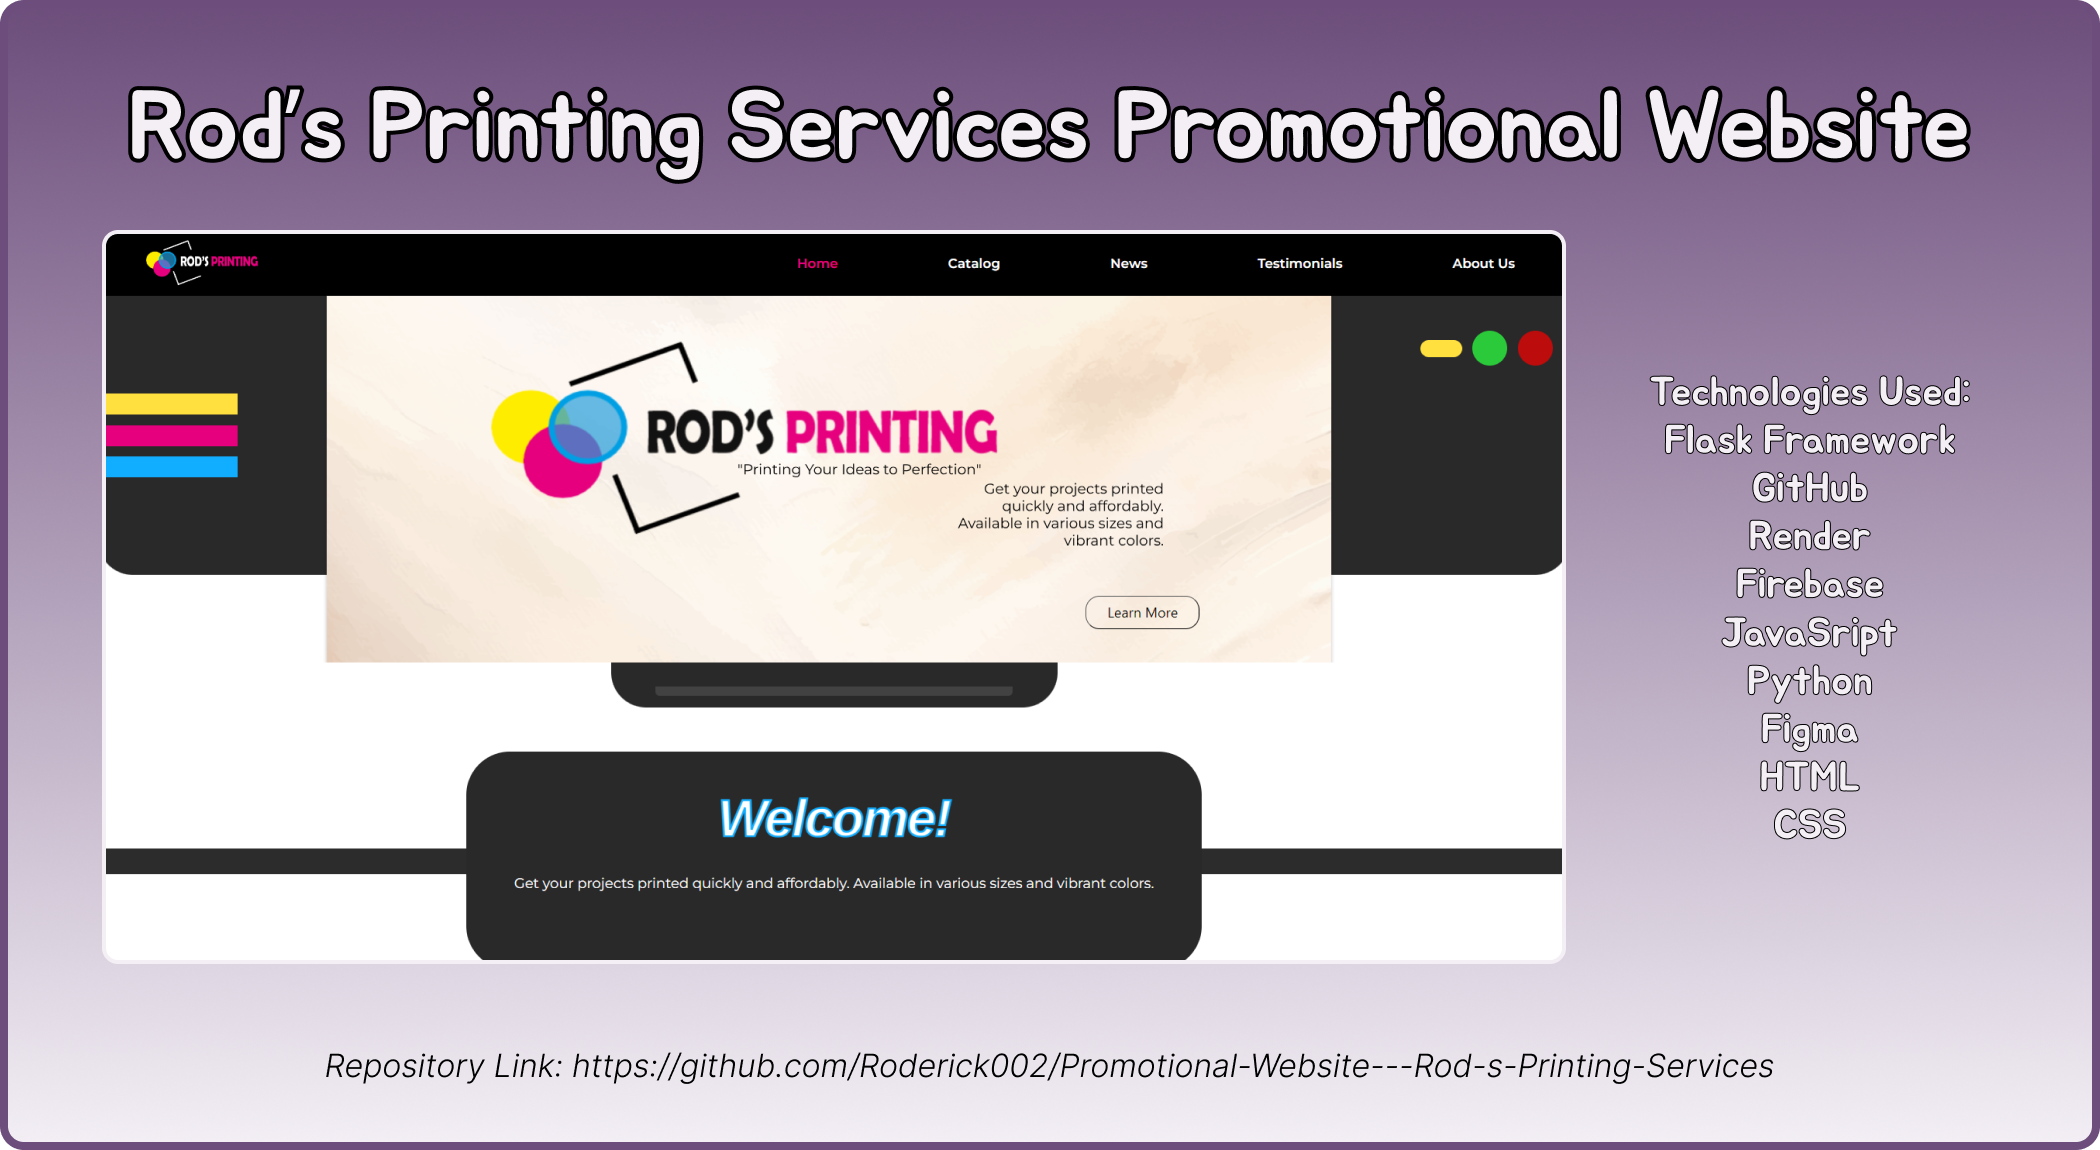 Rod's Printing Services Promotional Website
ROD'S PRINTING
Home
Catalog
News
Testimonials
About Us
ROD'S PRINTING
"Printing Your Ideas to Perfection"
Get your projects printed
quickly and affordably.
Available in various sizes and
vibrant colors.
Learn More
Welcome!
Get your projects printed quickly and affordably. Available in various sizes and vibrant colors.
Technologies Used:
Flask Framework
GitHub
Render
Firebase
JavaSript
Python
Figma
HTML
CSS
Repository Link: https://github.com/Roderick002/Promotional-Website---Rod-s-Printing-Services